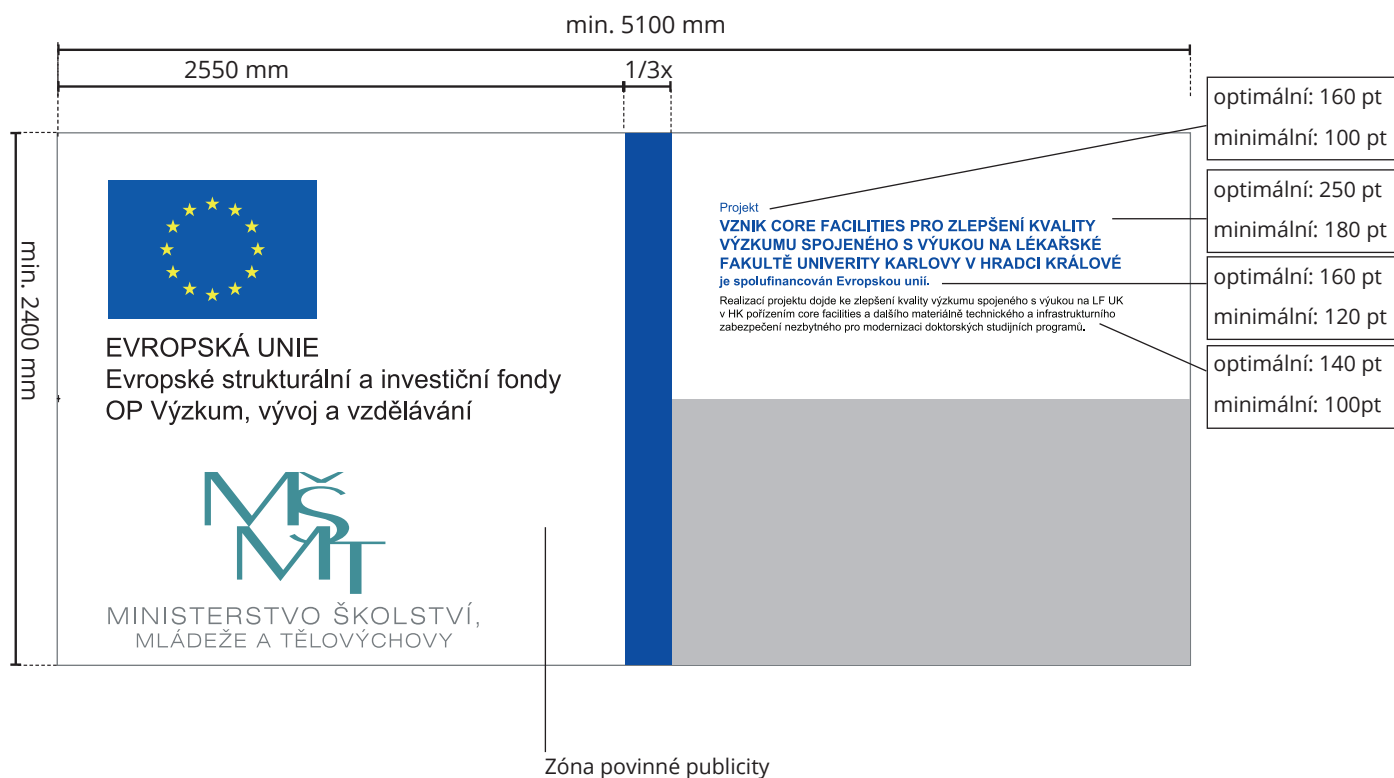 min. 5100 mm
2550 mm
1/3x
min. 2400 mm
EVROPSKÁ UNIE
Evropské strukturální a investiční fondy
OP Výzkum, vývoj a vzdělávání
MŠ
MT
MINISTERSTVO ŠKOLSTVÍ,
MLÁDEŽE A TĚLOVÝCHOVY
Projekt
VZNIK CORE FACILITIES PRO ZLEPŠENÍ KVALITY
VÝZKUMU SPOJENÉHO S VÝUKOU NA LÉKAŘSKÉ
FAKULTĚ UNIVERITY KARLOVY V HRADCI KRÁLOVÉ
je spolufinancován Evropskou unií.
Realizací projektu dojde ke zlepšení kvality výzkumu spojeného s výukou na LF UK
v HK pořízením core facilities a dalšího materiálně technického a infrastrukturního
zabezpečení nezbytného pro modernizaci doktorských studijních programů.
optimální: 160 pt
minimální: 100 pt
optimální: 250 pt
minimální: 180 pt
optimální: 160 pt
minimální: 120 pt
optimální: 140 pt
minimální: 100pt
Zóna povinné publicity